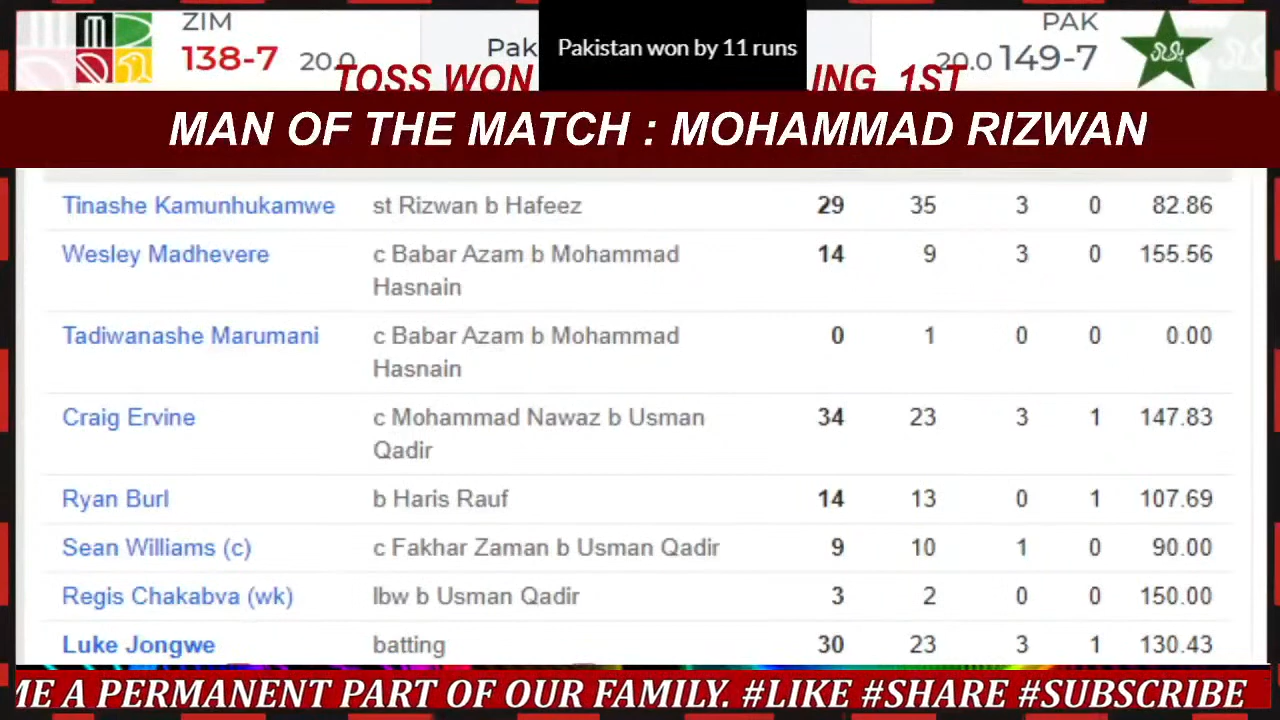 ZIM
PAK
138-7 20.0
Pak
Pakistan won by 11 runs
20.0 149-7
TOSS WON
ING 1ST
MAN OF THE MATCH : MOHAMMAD RIZWAN
Tinashe Kamunhukamwe st Rizwan b Hafeez 29 35 3 0 82.86
Wesley Madhevere c Babar Azam b Mohammad 14 9 3 0 155.56
Hasnain
Tadiwanashe Marumani c Babar Azam b Mohammad 0 1 0 0 0.00
Hasnain
Craig Ervine c Mohammad Nawaz b Usman 34 23 3 1 147.83
Qadir
Ryan Burl b Haris Rauf 14 13 0 1 107.69
Sean Williams (c) c Fakhar Zaman b Usman Qadir 9 10 1 0 90.00
Regis Chakabva (wk) lbw b Usman Qadir 3 2 0 0 150.00
Luke Jongwe batting 30 23 3 1 130.43
ME A PERMANENT PART OF OUR FAMILY. #LIKE #SHARE #SUBSCRIBE